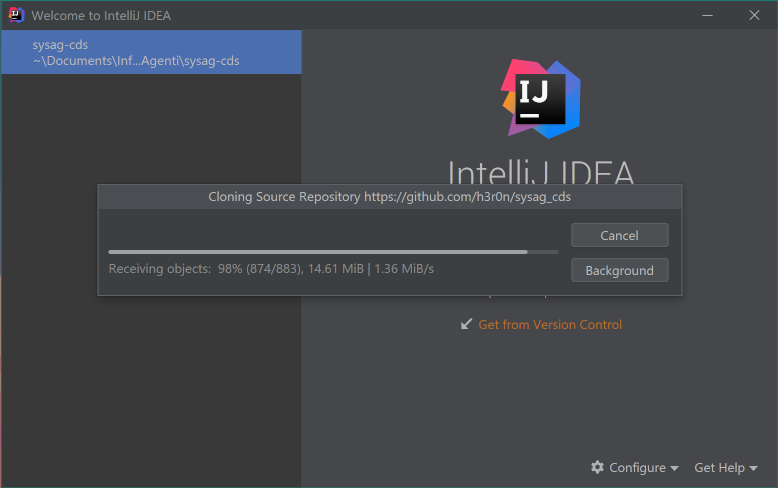 Welcome to IntelliJ IDEA
sysag-cds
~\Documents\Inf...Agenti\sysag-cds
IJ
IntelliJ IDEA
Cloning Source Repository https://github.com/h3r0n/sysag_cds
Cancel
Receiving objects: 98% (874/883), 14.61 MiB | 1.36 MiB/s
Background
Get from Version Control
Configure
Get Help